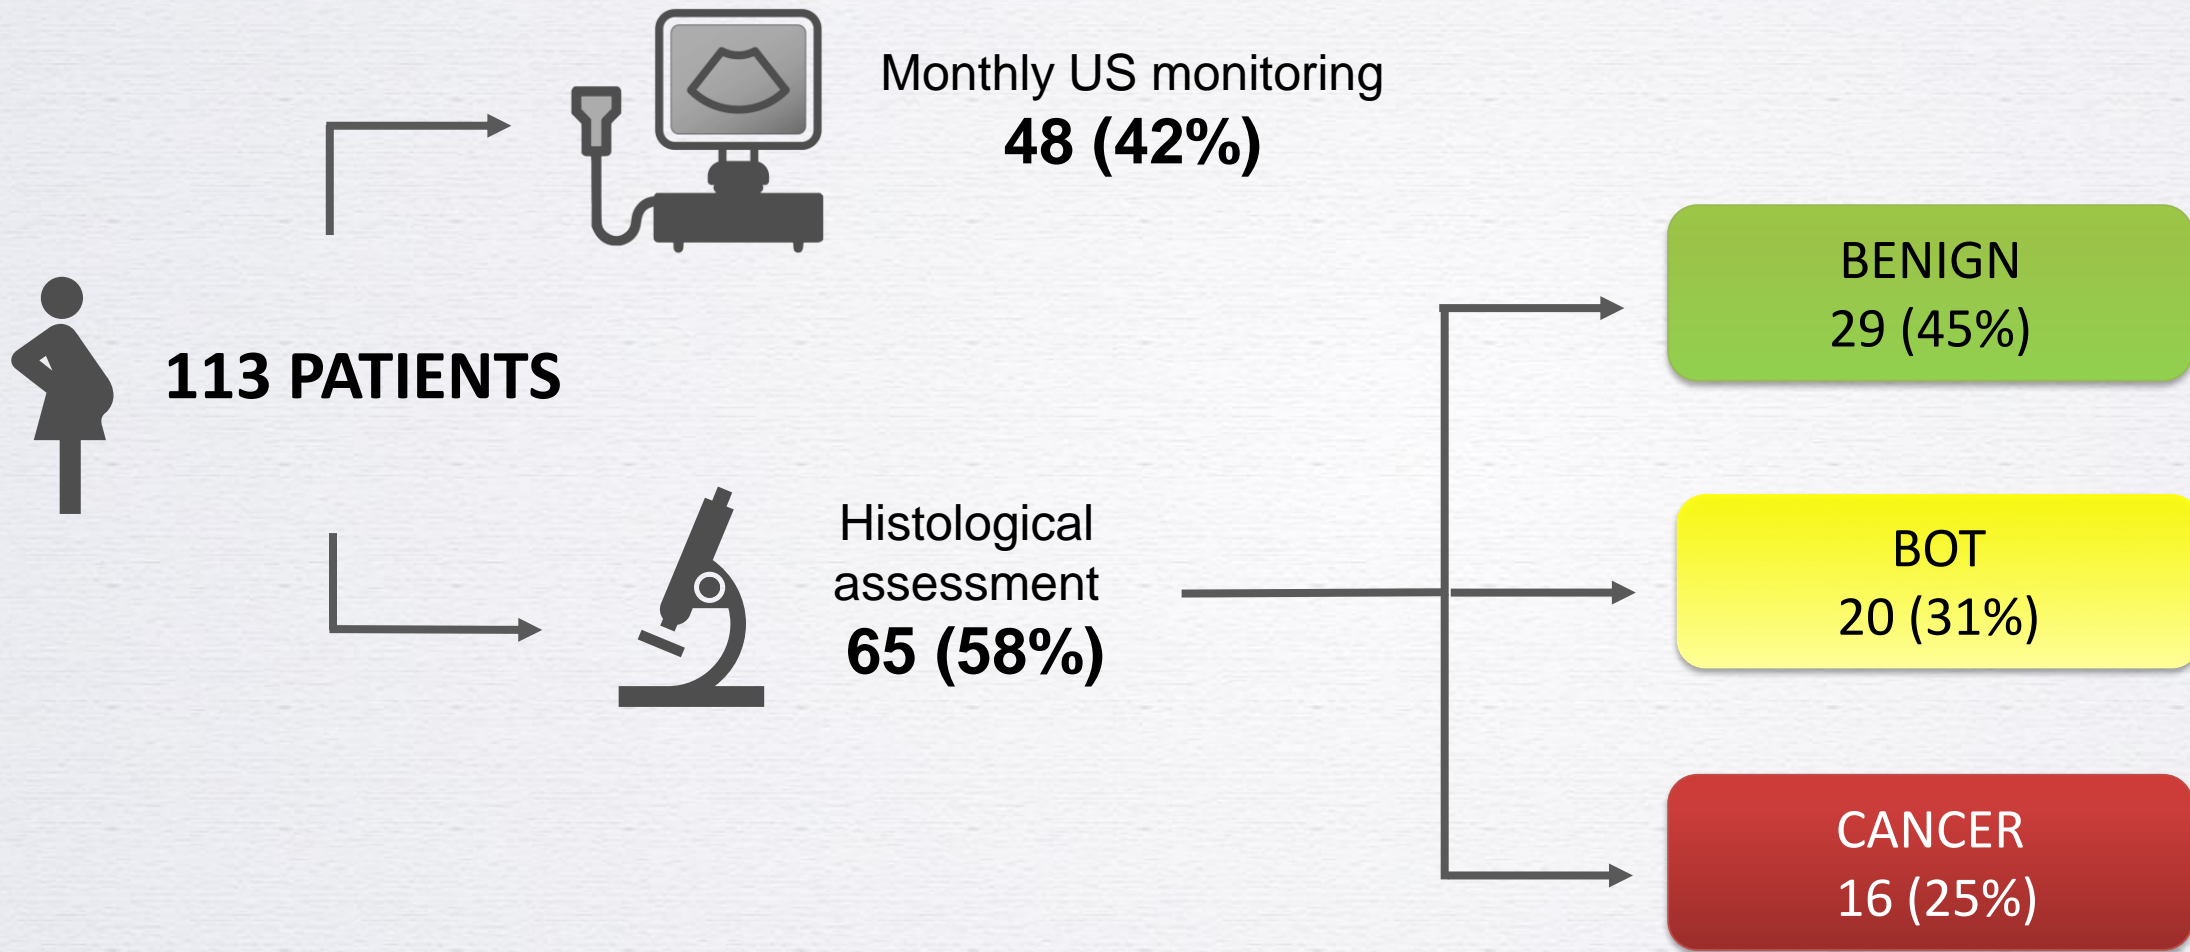 Monthly US monitoring
48 (42%)
113 PATIENTS
Histological
assessment
65 (58%)
BENIGN
29 (45%)
BOT
20 (31%)
CANCER
16 (25%)